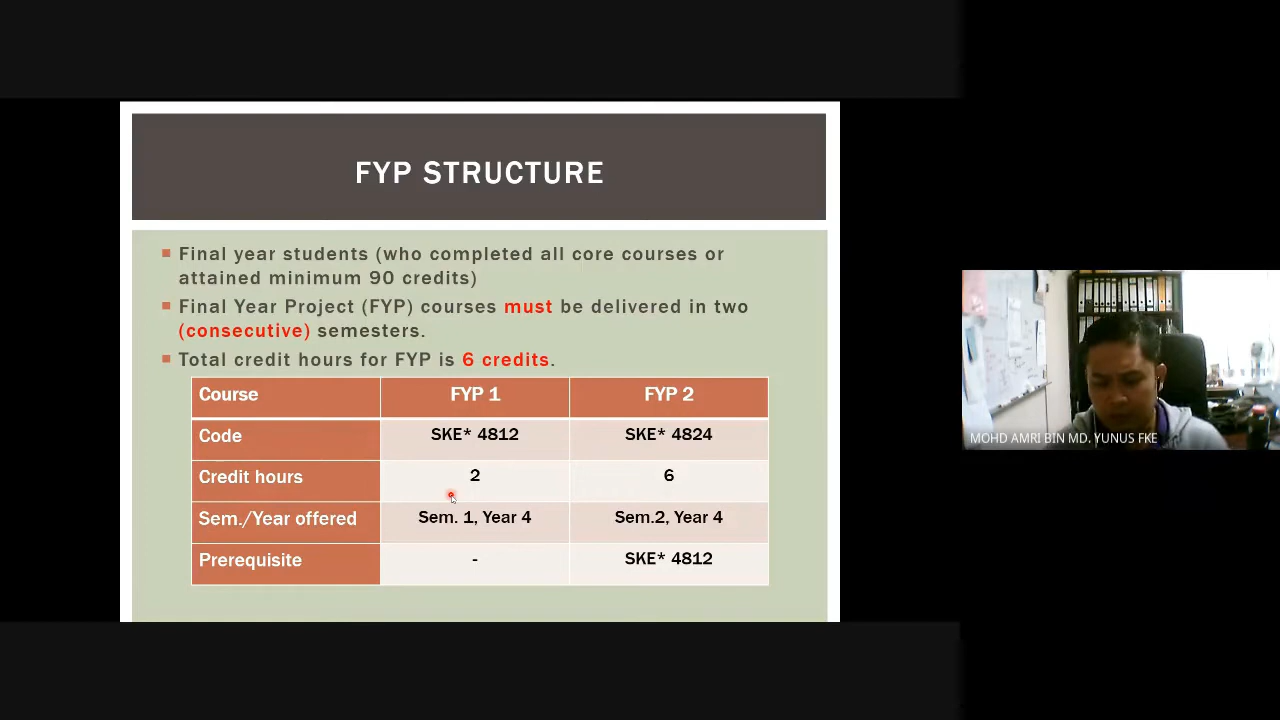 FYP STRUCTURE
Final year students (who completed all core courses or
attained minimum 90 credits)
Final Year Project (FYP) courses must be delivered in two
(consecutive) semesters.
Total credit hours for FYP is 6 credits.
Course FYP 1 FYP 2
Code SKE* 4812 SKE* 4824
Credit hours 2 6
Sem./Year offered Sem. 1, Year 4 Sem.2, Year 4
Prerequisite - SKE* 4812
MOHD AMRI BIN MD. YUNUS FKE